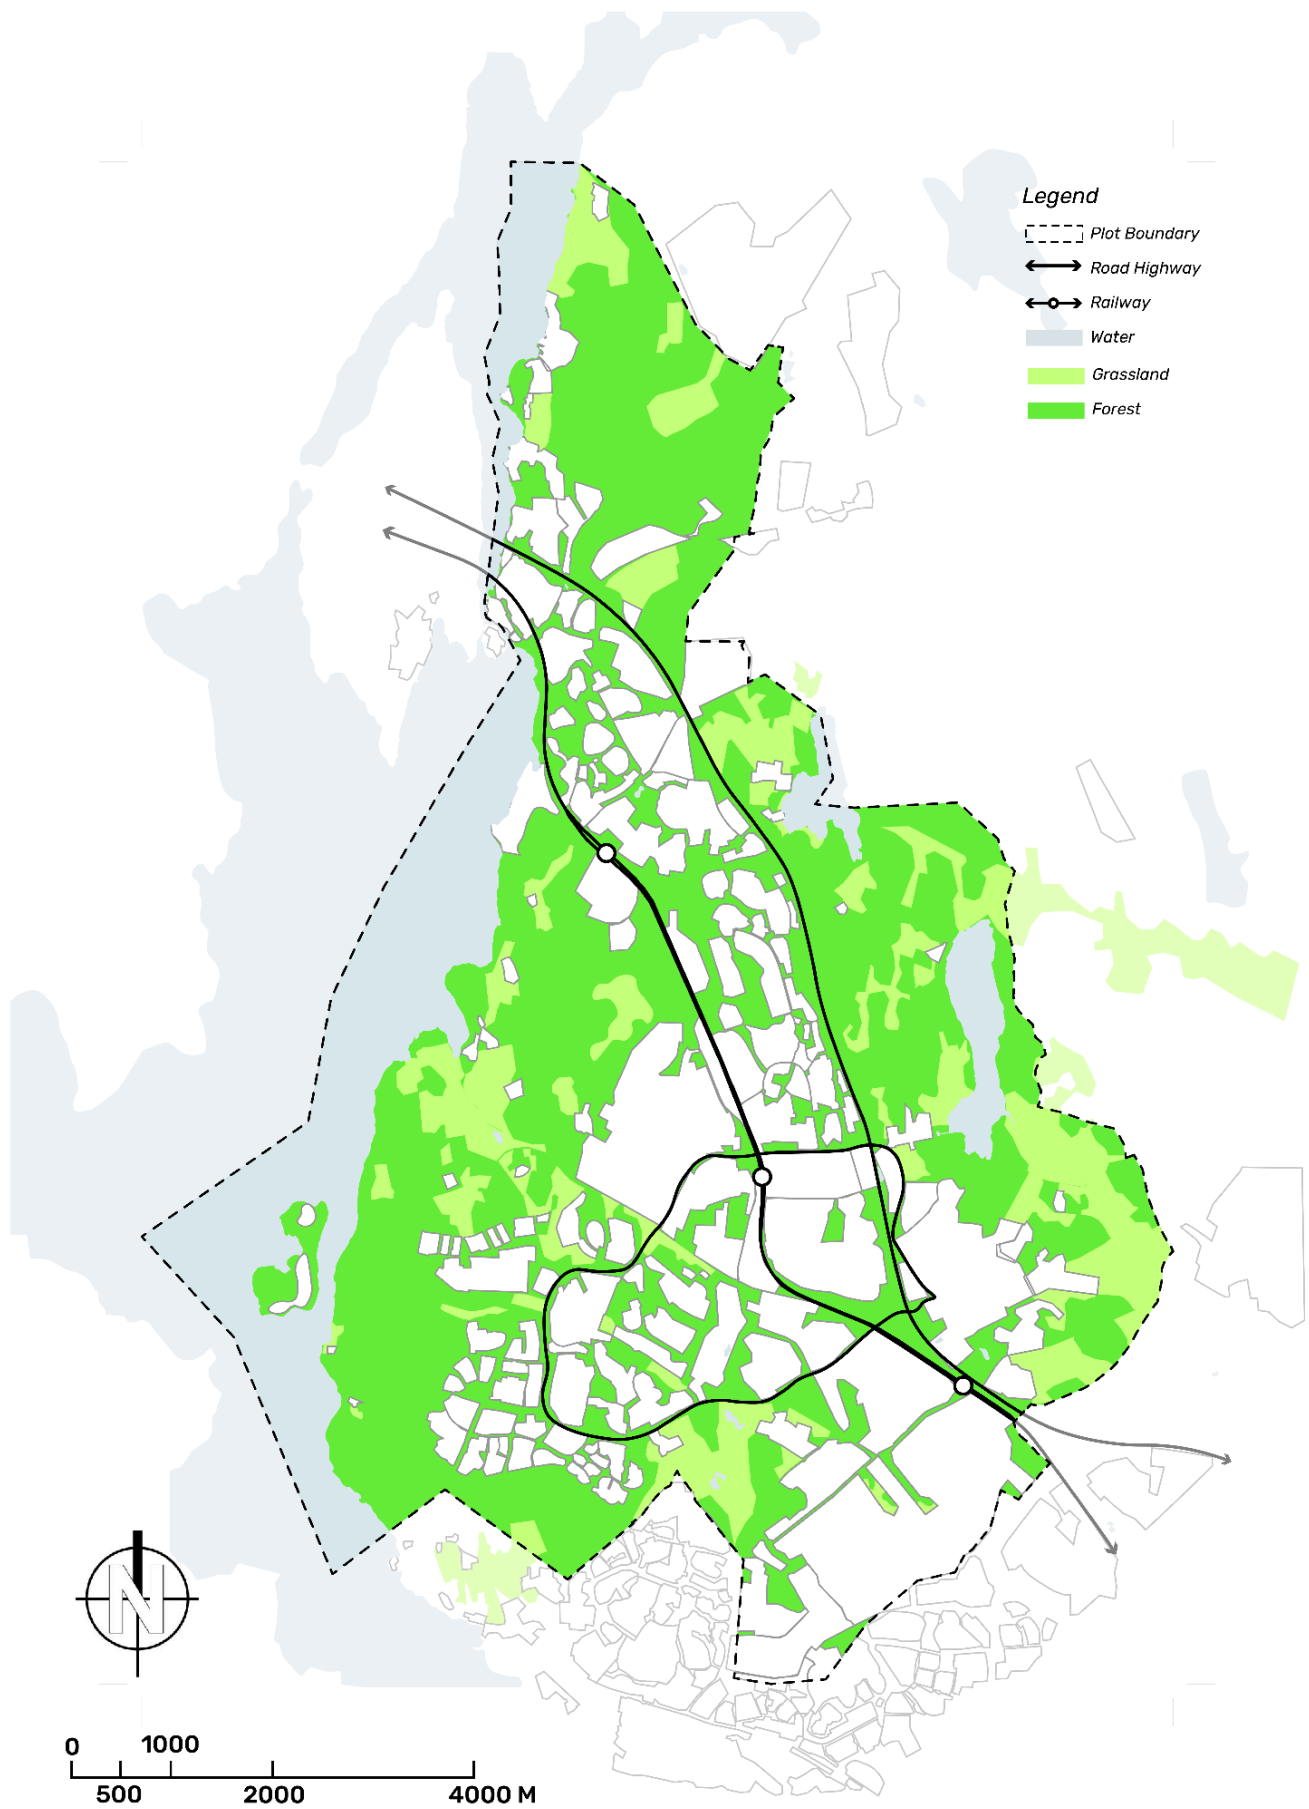 Legend
Plot Boundary
Road Highway
Railway
Water
Grassland
Forest
N
0 1000
500 2000 4000 M